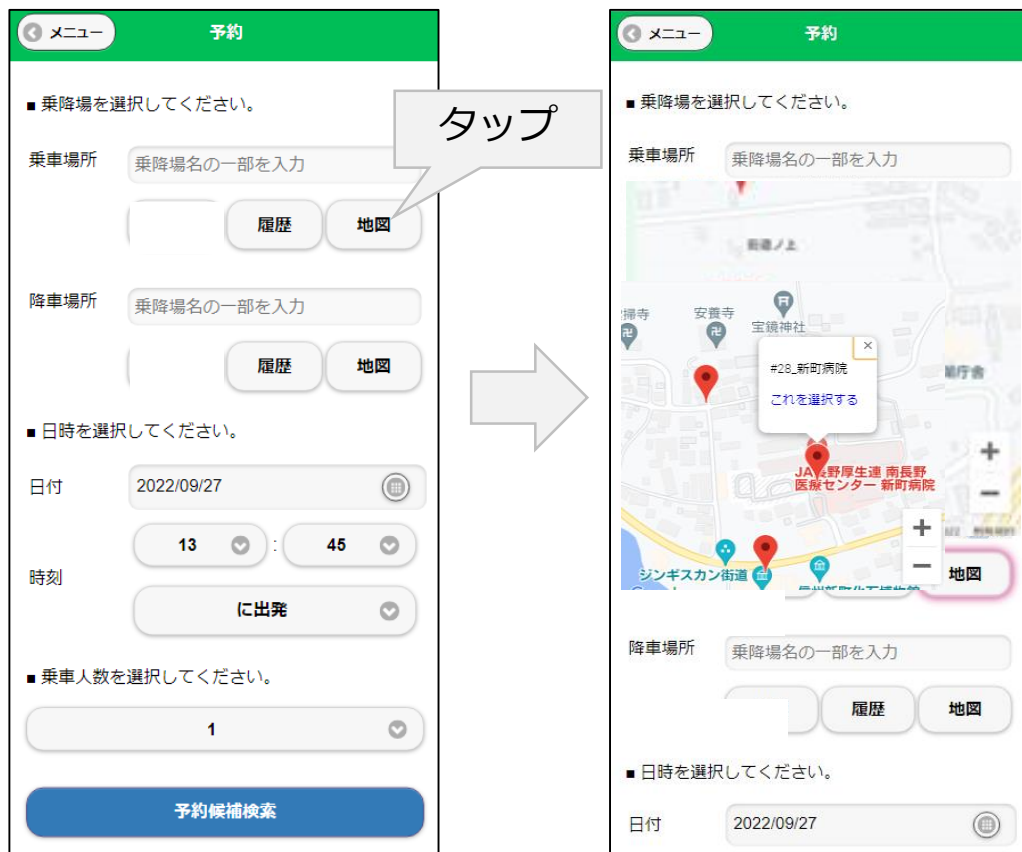 メニュー
予約
■ 乗降場を選択してください。
乗車場所
乗降場名の一部を入力
履歴
地図
降車場所
乗降場名の一部を入力
履歴
地図
■ 日時を選択してください。
日付
2022/09/27
13
:
45
時刻
に出発
■ 乗車人数を選択してください。
1
予約候補検索
タップ
メニュー
予約
■ 乗降場を選択してください。
乗車場所
乗降場名の一部を入力
安養寺
宝鏡神社
×
#28_新町病院
これを選択する
JA長野厚生連 南長野
医療センター 新町病院
+
−
+
−
ジンギスカン街道
地図
降車場所
乗降場名の一部を入力
履歴
地図
■ 日時を選択してください。
日付
2022/09/27